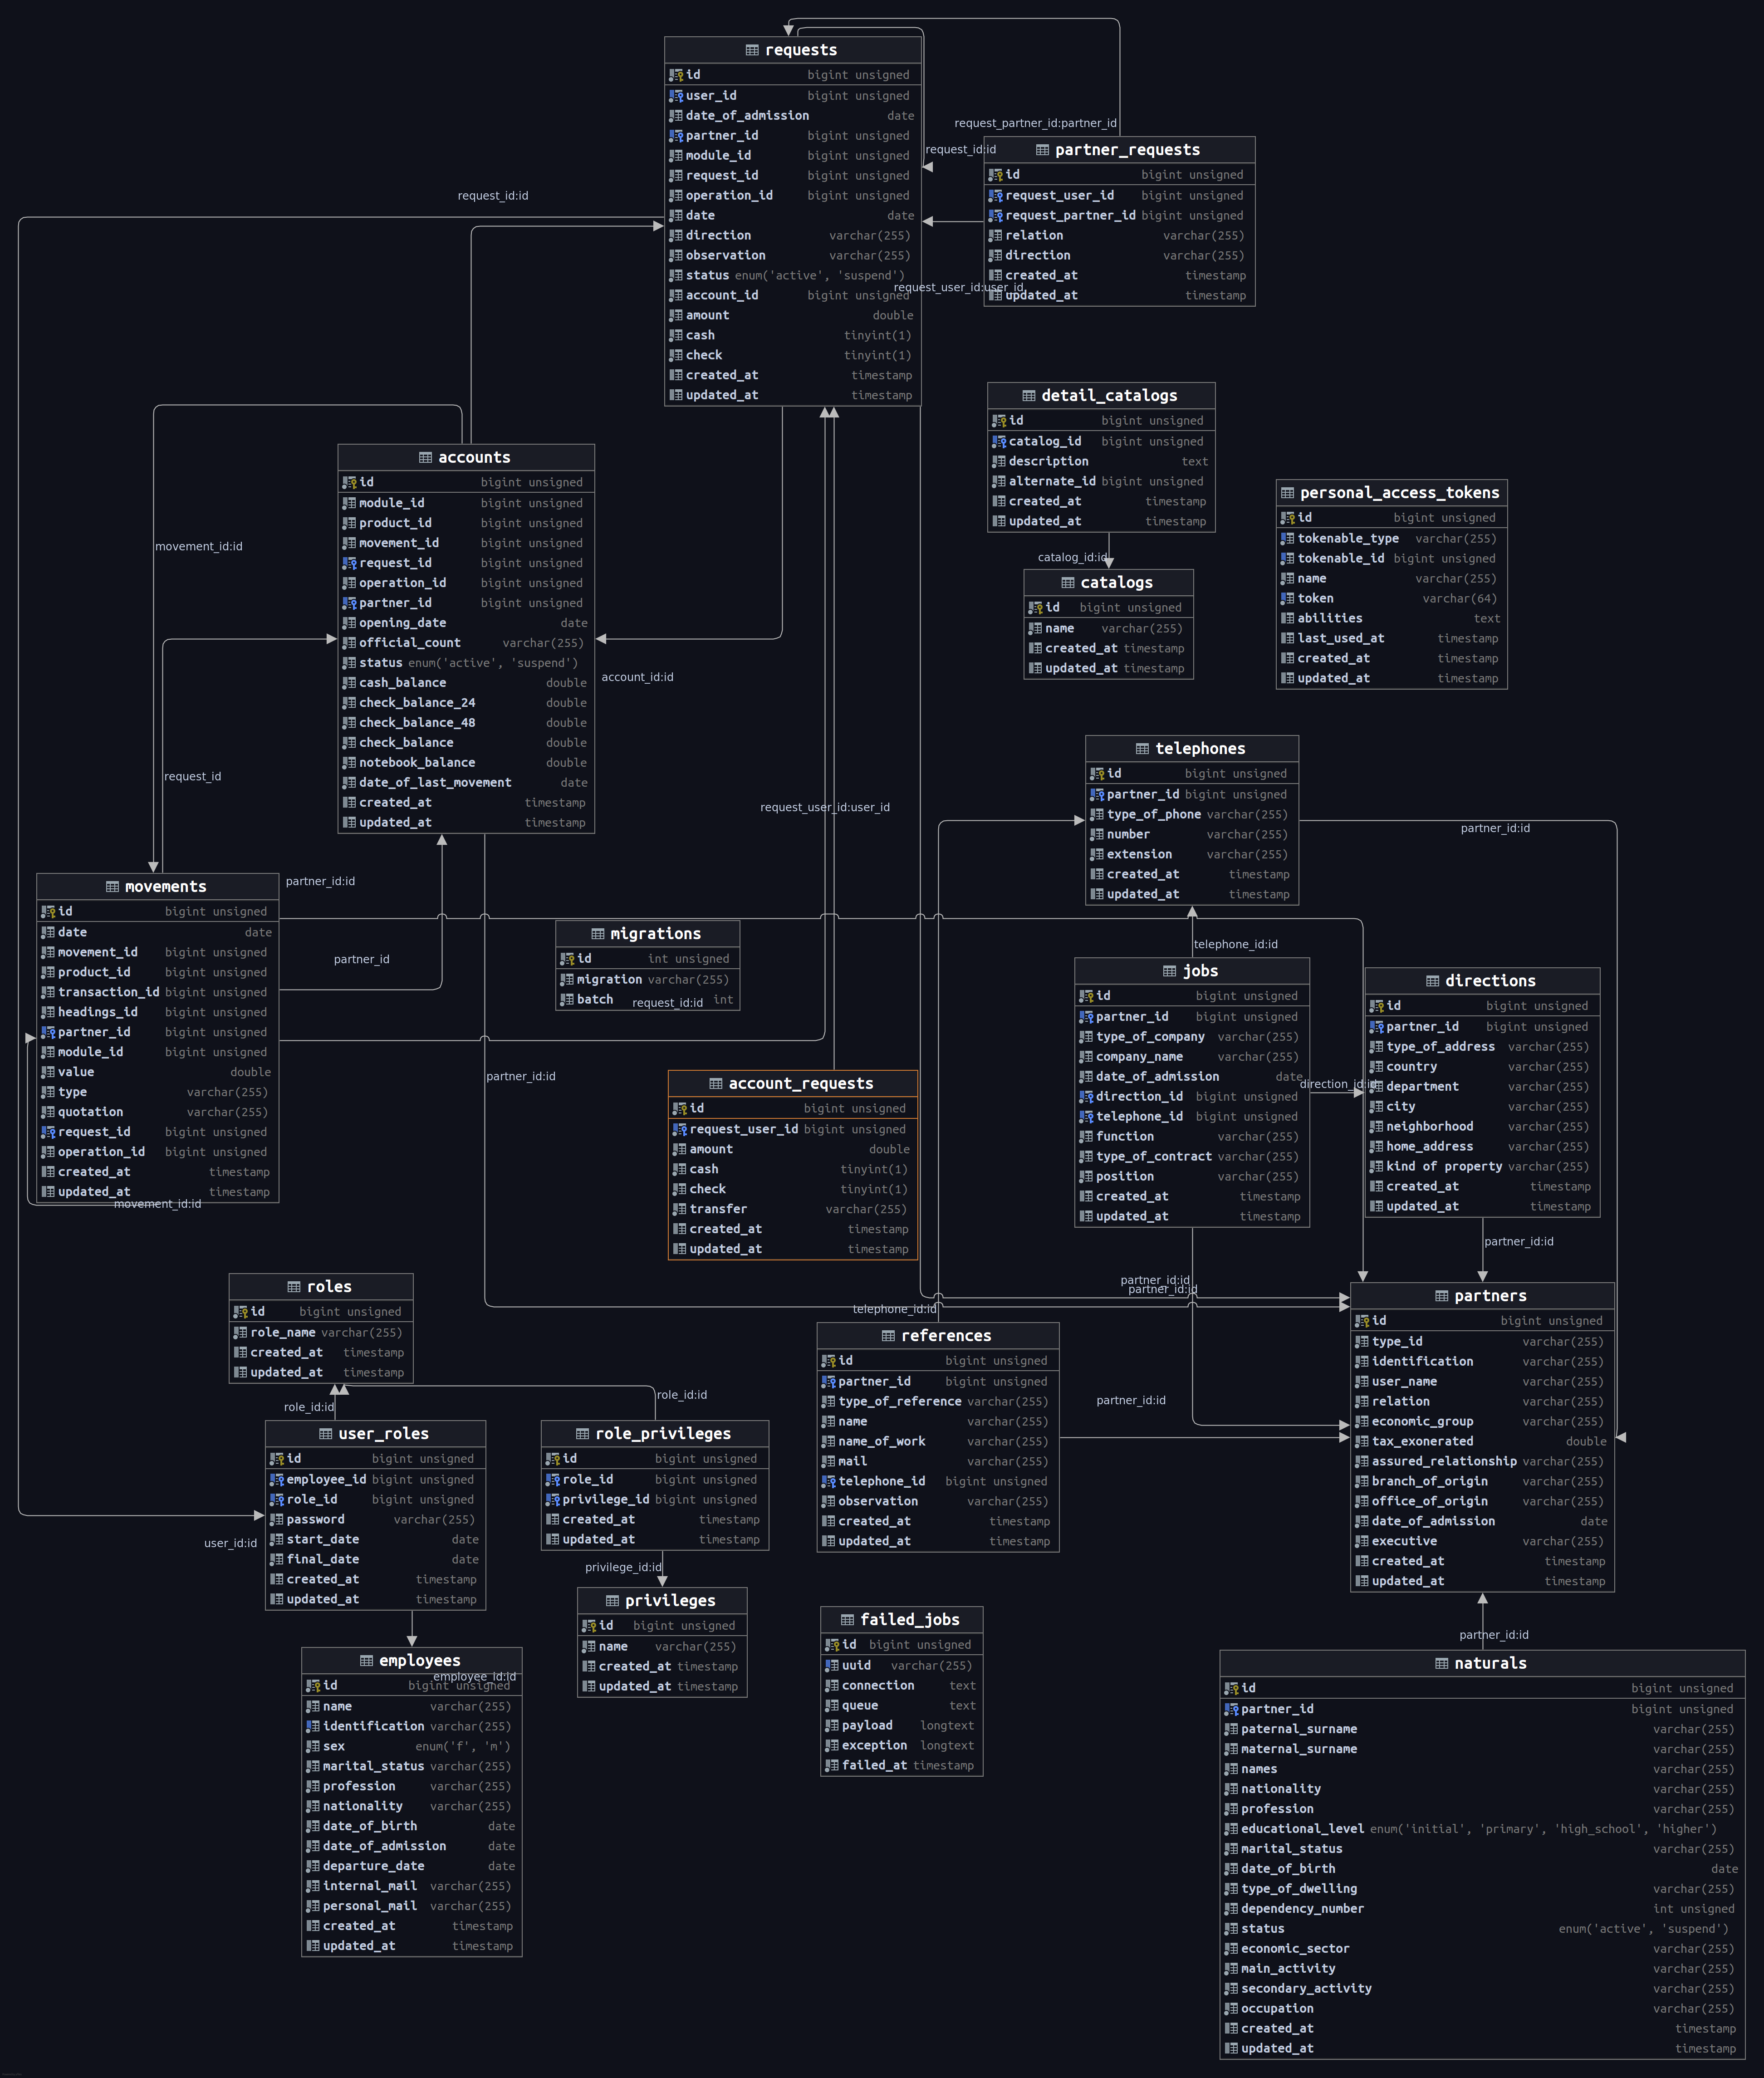 requests
id bigint unsigned
user_id bigint unsigned
date_of_admission date
partner_id bigint unsigned
module_id bigint unsigned
request_id bigint unsigned
operation_id bigint unsigned
date date
direction varchar(255)
observation varchar(255)
status enum('active', 'suspend')
account_id bigint unsigned
amount double
cash tinyint(1)
check tinyint(1)
created_at timestamp
updated_at timestamp
request_partner_id:partner_id
request_id:id
partner_requests
id bigint unsigned
request_user_id bigint unsigned
request_partner_id bigint unsigned
relation varchar(255)
direction varchar(255)
created_at timestamp
updated_at timestamp
request_user_id:user_id
request_id:id
detail_catalogs
id bigint unsigned
catalog_id bigint unsigned
description text
alternate_id bigint unsigned
created_at timestamp
updated_at timestamp
catalog_id:id
catalogs
id bigint unsigned
name varchar(255)
created_at timestamp
updated_at timestamp
personal_access_tokens
id bigint unsigned
tokenable_type varchar(255)
tokenable_id bigint unsigned
name varchar(255)
token varchar(64)
abilities text
last_used_at timestamp
created_at timestamp
updated_at timestamp
accounts
id bigint unsigned
module_id bigint unsigned
product_id bigint unsigned
movement_id bigint unsigned
request_id bigint unsigned
operation_id bigint unsigned
partner_id bigint unsigned
opening_date date
official_count varchar(255)
status enum('active', 'suspend')
cash_balance double
check_balance_24 double
check_balance_48 double
check_balance double
notebook_balance double
date_of_last_movement date
created_at timestamp
updated_at timestamp
movement_id:id
account_id:id
request_id
request_user_id:user_id
telephones
id bigint unsigned
partner_id bigint unsigned
type_of_phone varchar(255)
number varchar(255)
extension varchar(255)
created_at timestamp
updated_at timestamp
partner_id:id
movements
id bigint unsigned
date date
movement_id bigint unsigned
product_id bigint unsigned
transaction_id bigint unsigned
headings_id bigint unsigned
partner_id bigint unsigned
module_id bigint unsigned
value double
type varchar(255)
quotation varchar(255)
request_id bigint unsigned
operation_id bigint unsigned
created_at timestamp
updated_at timestamp
movement_id:id
partner_id:id
partner_id
migrations
id int unsigned
migration varchar(255)
batch int
request_id:id
partner_id:id
telephone_id:id
jobs
id bigint unsigned
partner_id bigint unsigned
type_of_company varchar(255)
company_name varchar(255)
date_of_admission date
direction_id bigint unsigned
telephone_id bigint unsigned
function varchar(255)
type_of_contract varchar(255)
position varchar(255)
created_at timestamp
updated_at timestamp
direction_id:id
directions
id bigint unsigned
partner_id bigint unsigned
type_of_address varchar(255)
country varchar(255)
department varchar(255)
city varchar(255)
neighborhood varchar(255)
home_address varchar(255)
kind of property varchar(255)
created_at timestamp
updated_at timestamp
partner_id:id
account_requests
id bigint unsigned
request_user_id bigint unsigned
amount double
cash tinyint(1)
check tinyint(1)
transfer varchar(255)
created_at timestamp
updated_at timestamp
partner_id:id
partner_id:id
telephone_id:id
partners
id bigint unsigned
type_id varchar(255)
identification varchar(255)
user_name varchar(255)
relation varchar(255)
economic_group varchar(255)
tax_exonerated double
assured_relationship varchar(255)
branch_of_origin varchar(255)
office_of_origin varchar(255)
date_of_admission date
executive varchar(255)
created_at timestamp
updated_at timestamp
roles
id bigint unsigned
role_name varchar(255)
created_at timestamp
updated_at timestamp
role_id:id
role_id:id
references
id bigint unsigned
partner_id bigint unsigned
type_of_reference varchar(255)
name varchar(255)
name_of_work varchar(255)
mail varchar(255)
telephone_id bigint unsigned
observation varchar(255)
created_at timestamp
updated_at timestamp
partner_id:id
user_roles
id bigint unsigned
employee_id bigint unsigned
role_id bigint unsigned
password varchar(255)
start_date date
final_date date
created_at timestamp
updated_at timestamp
user_id:id
role_privileges
id bigint unsigned
role_id bigint unsigned
privilege_id bigint unsigned
created_at timestamp
updated_at timestamp
privilege_id:id
privileges
id bigint unsigned
name varchar(255)
created_at timestamp
updated_at timestamp
failed_jobs
id bigint unsigned
uuid varchar(255)
connection text
queue text
payload longtext
exception longtext
failed_at timestamp
employees
employee_id:id
id bigint unsigned
name varchar(255)
identification varchar(255)
sex enum('f', 'm')
marital_status varchar(255)
profession varchar(255)
nationality varchar(255)
date_of_birth date
date_of_admission date
departure_date date
internal_mail varchar(255)
personal_mail varchar(255)
created_at timestamp
updated_at timestamp
partner_id:id
naturals
id bigint unsigned
partner_id bigint unsigned
paternal_surname varchar(255)
maternal_surname varchar(255)
names varchar(255)
nationality varchar(255)
profession varchar(255)
educational_level enum('initial', 'primary', 'high_school', 'higher')
marital_status varchar(255)
date_of_birth date
type_of_dwelling varchar(255)
dependency_number int unsigned
status enum('active', 'suspend')
economic_sector varchar(255)
main_activity varchar(255)
secondary_activity varchar(255)
occupation varchar(255)
created_at timestamp
updated_at timestamp